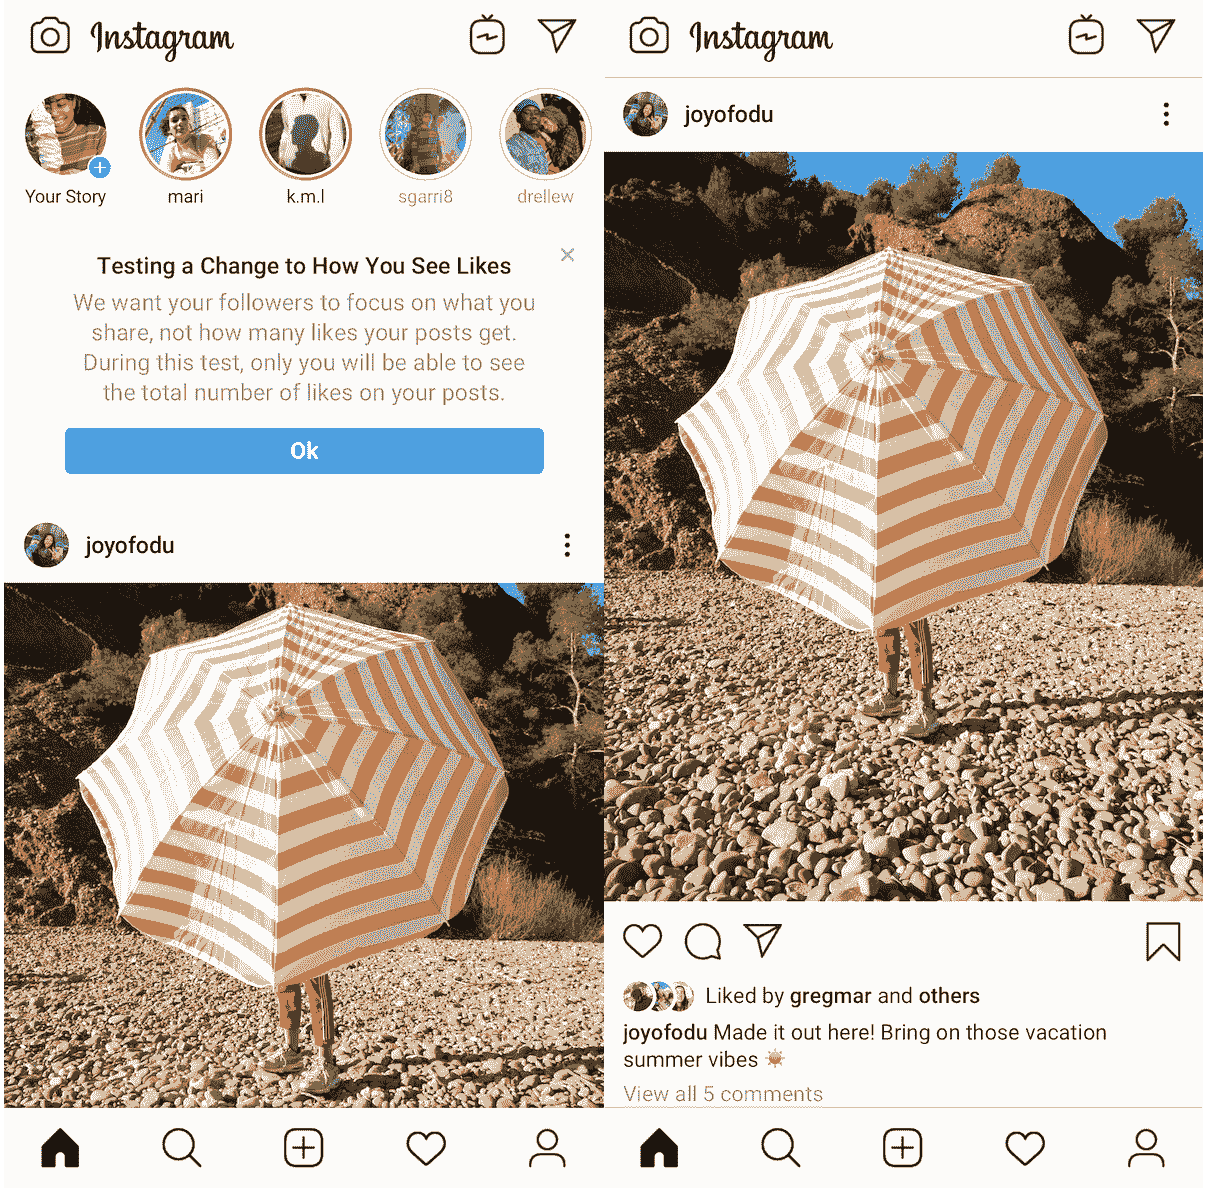 Instagram
Your Story
mari
k.m.l
sgarri8
drellew
Testing a Change to How You See Likes
We want your followers to focus on what you
share, not how many likes your posts get.
During this test, only you will be able to see
the total number of likes on your posts.
Ok
joyofodu
Instagram
joyofodu
Liked by gregmar and others
joyofodu Made it out here! Bring on those vacation
summer vibes ☀️
View all 5 comments